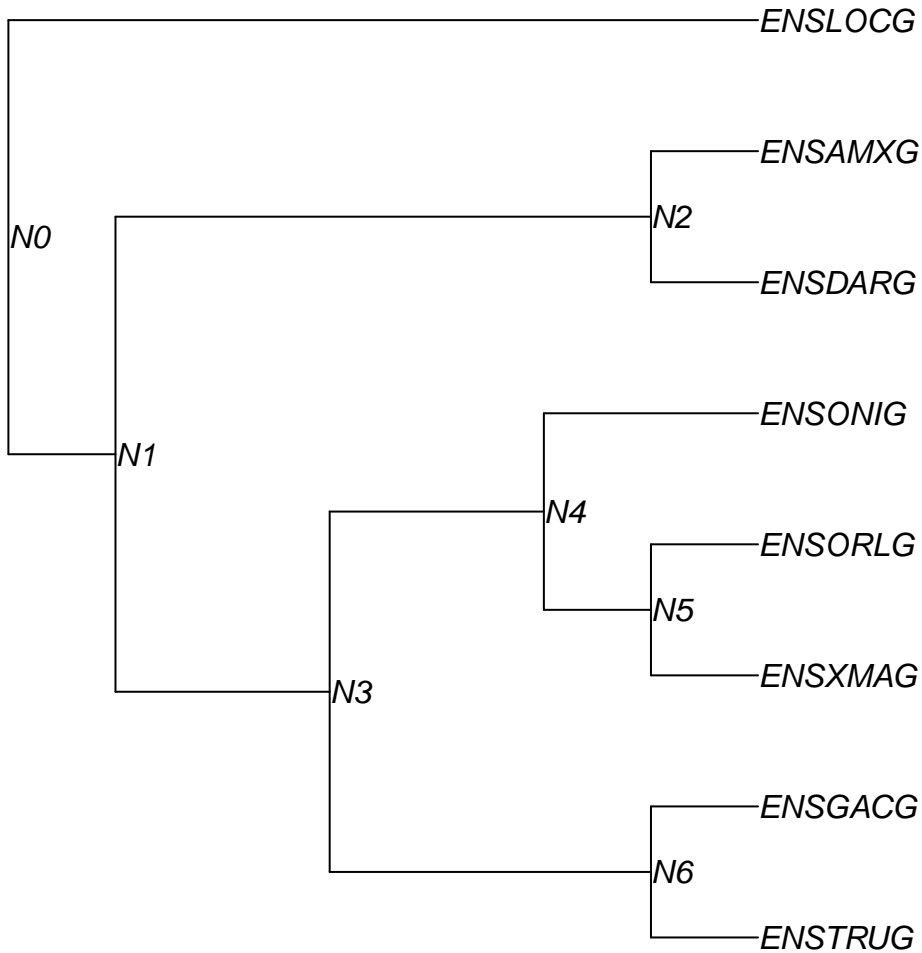 ENSLOCG
ENSAMXG
N2
N0
ENSDARG
ENSONIG
N1
N4
ENSORLG
N5
ENSXMAG
N3
ENSGACG
N6
ENSTRUG